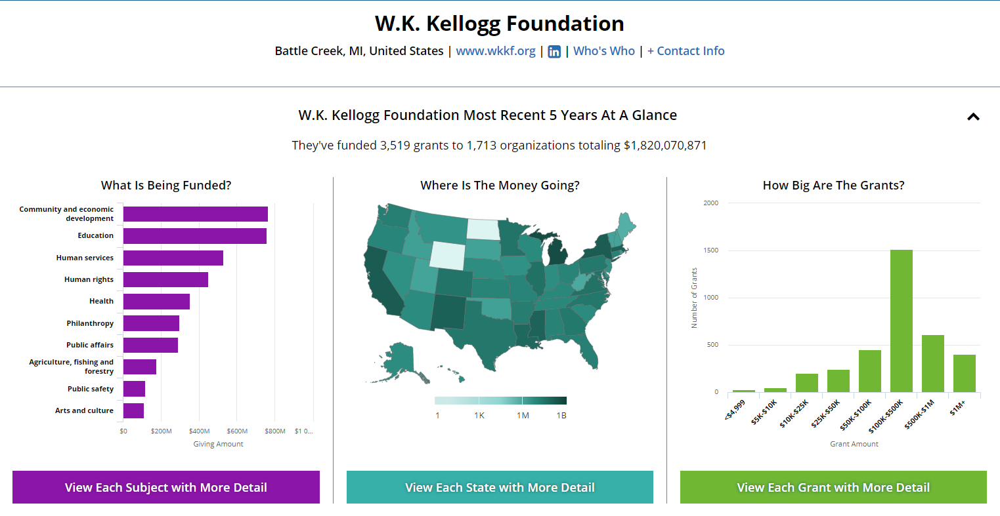 W.K. Kellogg Foundation
Battle Creek, MI, United States | www.wkkf.org | in | Who's Who | + Contact Info
W.K. Kellogg Foundation Most Recent 5 Years At A Glance
They've funded 3,519 grants to 1,713 organizations totaling $1,820,070,871
What Is Being Funded?
Community and economic
development
Education
Human services
Human rights
Health
Philanthropy
Public affairs
Agriculture, fishing and
forestry
Public safety
Arts and culture
$0 $200M $400M $600M $800M $1 0...
Giving Amount
View Each Subject with More Detail
Where Is The Money Going?
1 1K 1M 1B
View Each State with More Detail
How Big Are The Grants?
Number of Grants
2000
1500
1000
500
0
<$4,999 $5K-$10K $10K-$25K $25K-$50K $50K-$100K $100K-$500K $500K-$1M $1M+
Grant Amount
View Each Grant with More Detail